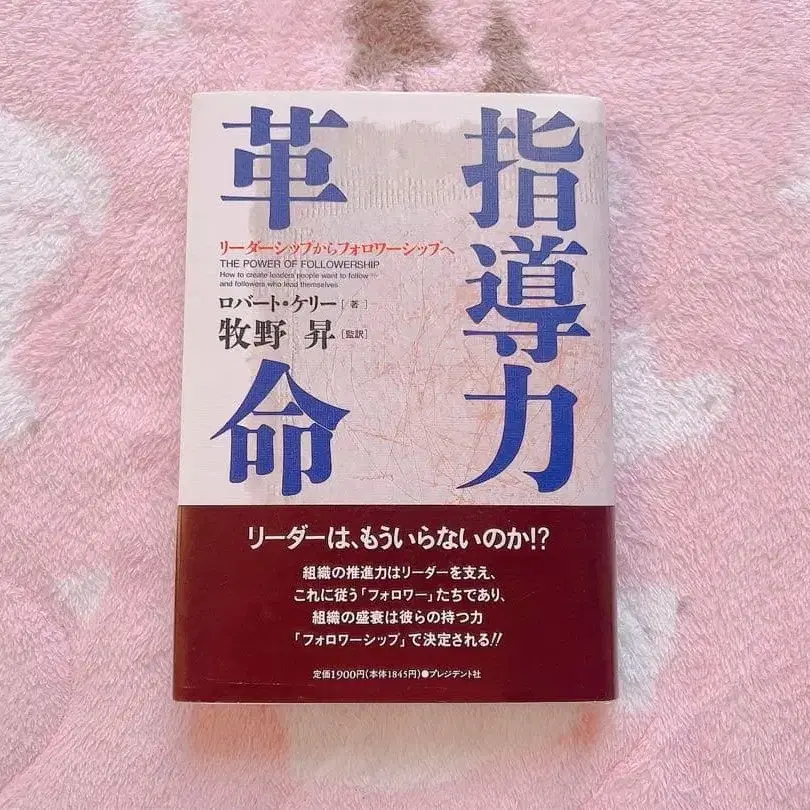 指導力
革命
リーダーシップからフォロワーシップへ
THE POWER OF FOLLOWERSHIP
How to create leaders people want to follow
and followers who lead themselves
ロバート・ケリー[著]
牧野 昇[監訳]
リーダーは、もういらないのか!?
組織の推進力はリーダーを支え、
これに従う「フォロワー」たちであり、
組織の盛衰は彼らの持つ力
「フォロワーシップ」で決定される!!
定価1900円(本体1845円)●プレジデント社